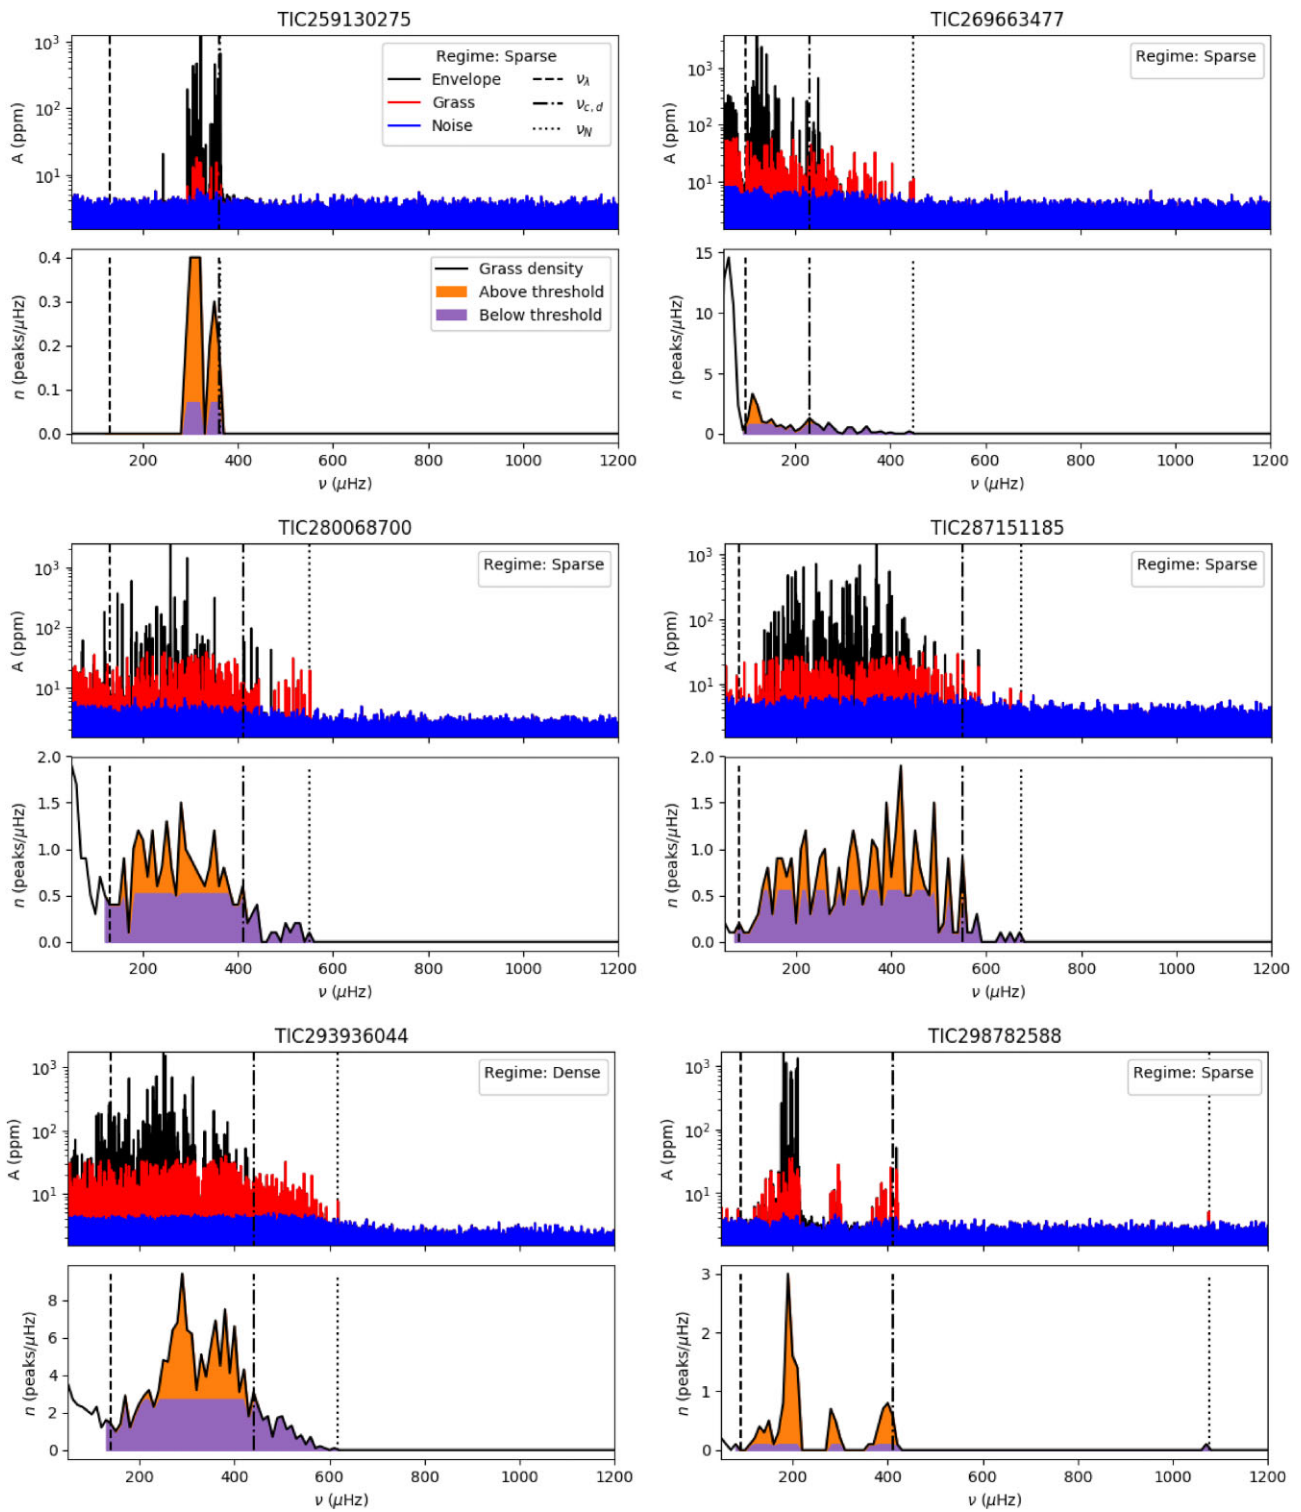 TIC259130275
10³
10²
10¹
A (ppm)
Regime: Sparse
Envelope
Grass
Noise
ν_λ
ν_c,d
ν_N
0.4
0.3
0.2
0.1
0.0
n (peaks/μHz)
Grass density
Above threshold
Below threshold
200 400 600 800 1000 1200
ν (μHz)
TIC269663477
10³
10²
10¹
A (ppm)
Regime: Sparse
15
10
5
0
n (peaks/μHz)
200 400 600 800 1000 1200
ν (μHz)
TIC280068700
10³
10²
10¹
A (ppm)
Regime: Sparse
2.0
1.5
1.0
0.5
0.0
n (peaks/μHz)
200 400 600 800 1000 1200
ν (μHz)
TIC287151185
10³
10²
10¹
A (ppm)
Regime: Sparse
2.0
1.5
1.0
0.5
0.0
n (peaks/μHz)
200 400 600 800 1000 1200
ν (μHz)
TIC293936044
10³
10²
10¹
A (ppm)
Regime: Dense
8
6
4
2
0
n (peaks/μHz)
200 400 600 800 1000 1200
ν (μHz)
TIC298782588
10³
10²
10¹
A (ppm)
Regime: Sparse
3
2
1
0
n (peaks/μHz)
200 400 600 800 1000 1200
ν (μHz)